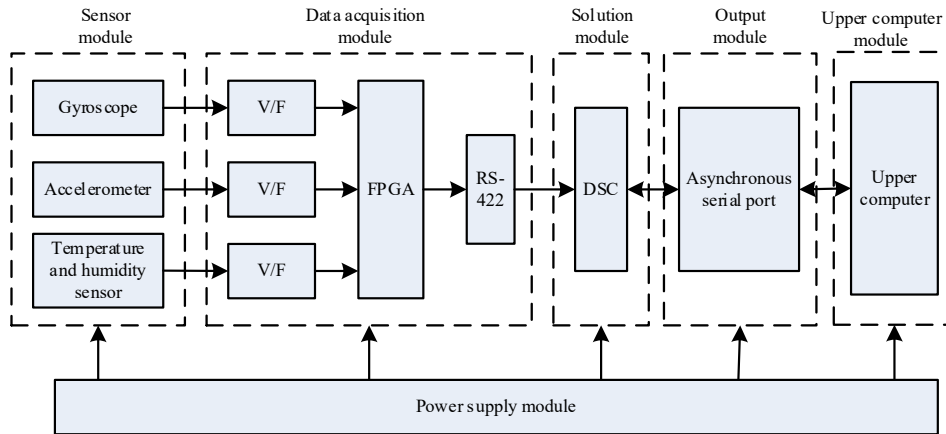 Sensor
module
Data acquisition
module
Solution
module
Output
module
Upper computer
module
Gyroscope
V/F
Accelerometer
V/F
FPGA
RS-
422
DSC
Asynchronous
serial port
Upper
computer
Temperature
and humidity
sensor
V/F
Power supply module